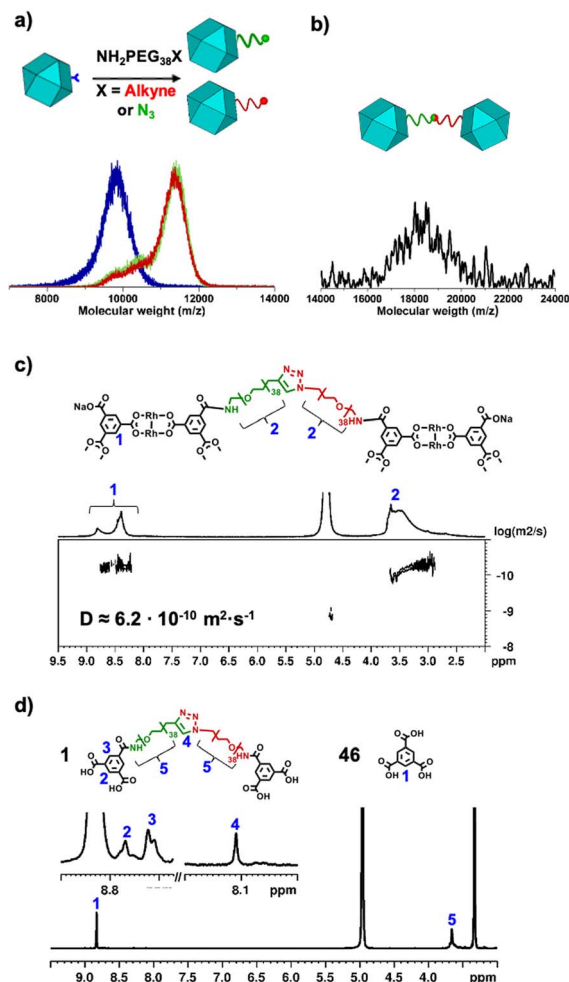 a)
NH2PEG38X
X = Alkyne
or N3
8000 10000 12000 14000
Molecular weight (m/z)
b)
14000 16000 18000 20000 22000 24000
Molecular weigth (m/z)
c)
N=N
N
NaO O
O
NH
O
38
38
O
HN
O
O ONa
O-Rh-O
O-Rh-O
1
2
2
1
2
log(m2/s)
-10
-9
-8
D ≈ 6.2 · 10-10 m2·s-1
9.5 9.0 8.5 8.0 7.5 7.0 6.5 6.0 5.5 5.0 4.5 4.0 3.5 3.0 2.5
ppm
d)
1
3
O
NH
O
38
N=N
N
4
O
38
HN
O
HO
2
O
OH
5
5
OH
O
OH
46
O OH
O
OH
1
O
OH
2
3
4
8.8
8.1
ppm
1
5
9.0 8.5 8.0 7.5 7.0 6.5 6.0 5.5 5.0 4.5 4.0 ppm